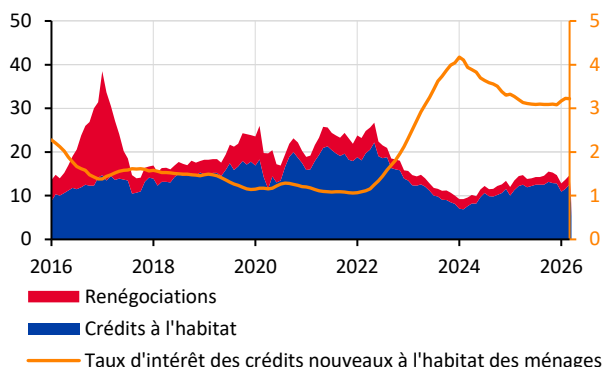 50 5
40 4
30 3
20 2
10 1
0 0
2016 2018 2020 2022 2024 2026
Renégociations
Crédits à l'habitat
Taux d'intérêt des crédits nouveaux à l'habitat des ménages